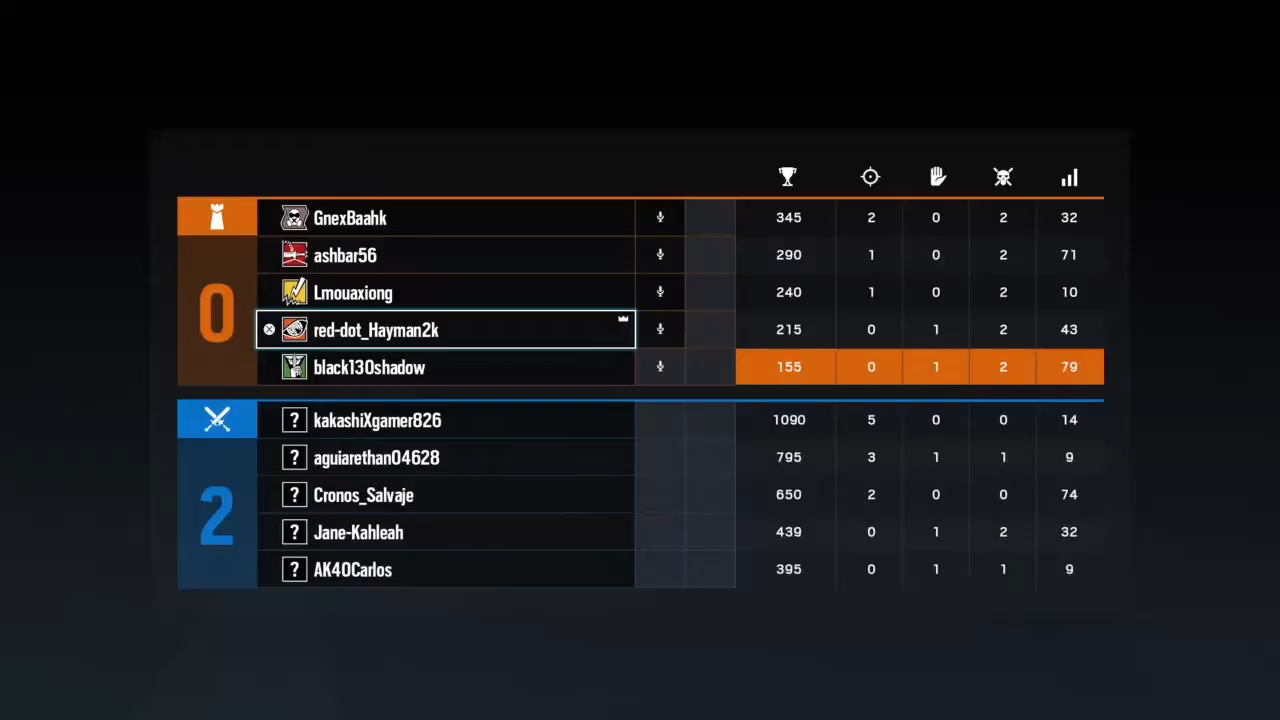 GnexBaahk 345 2 0 2 32
ashbar56 290 1 0 2 71
Lmouaxiong 240 1 0 2 10
0
red-dot_Hayman2k 215 0 1 2 43
black130shadow 155 0 1 2 79
? kakashiXgamer826 1090 5 0 0 14
? aguiarethan04628 795 3 1 1 9
? Cronos_Salvaje 650 2 0 0 74
2
? Jane-Kahleah 439 0 1 2 32
? AK40Carlos 395 0 1 1 9